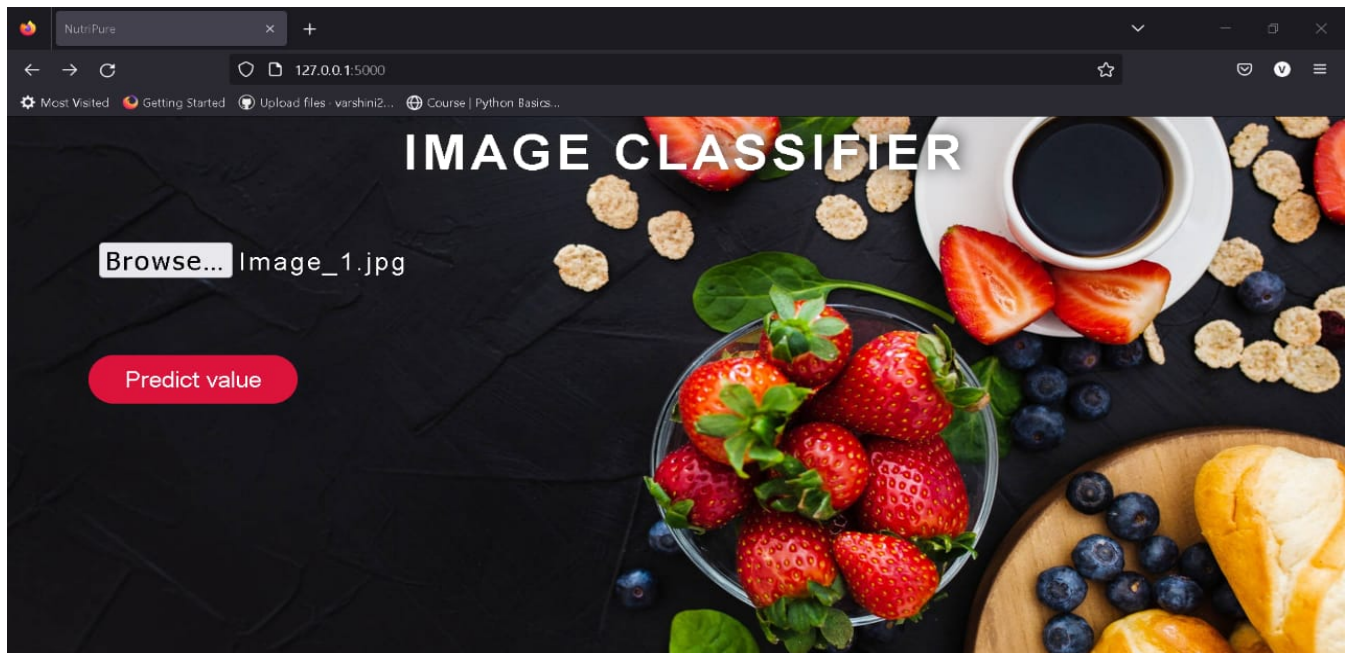 NutriPure
127.0.0.1:5000
Most Visited Getting Started Upload files · varshini2... Course | Python Basics...
IMAGE CLASSIFIER
Browse... Image_1.jpg
Predict value
V